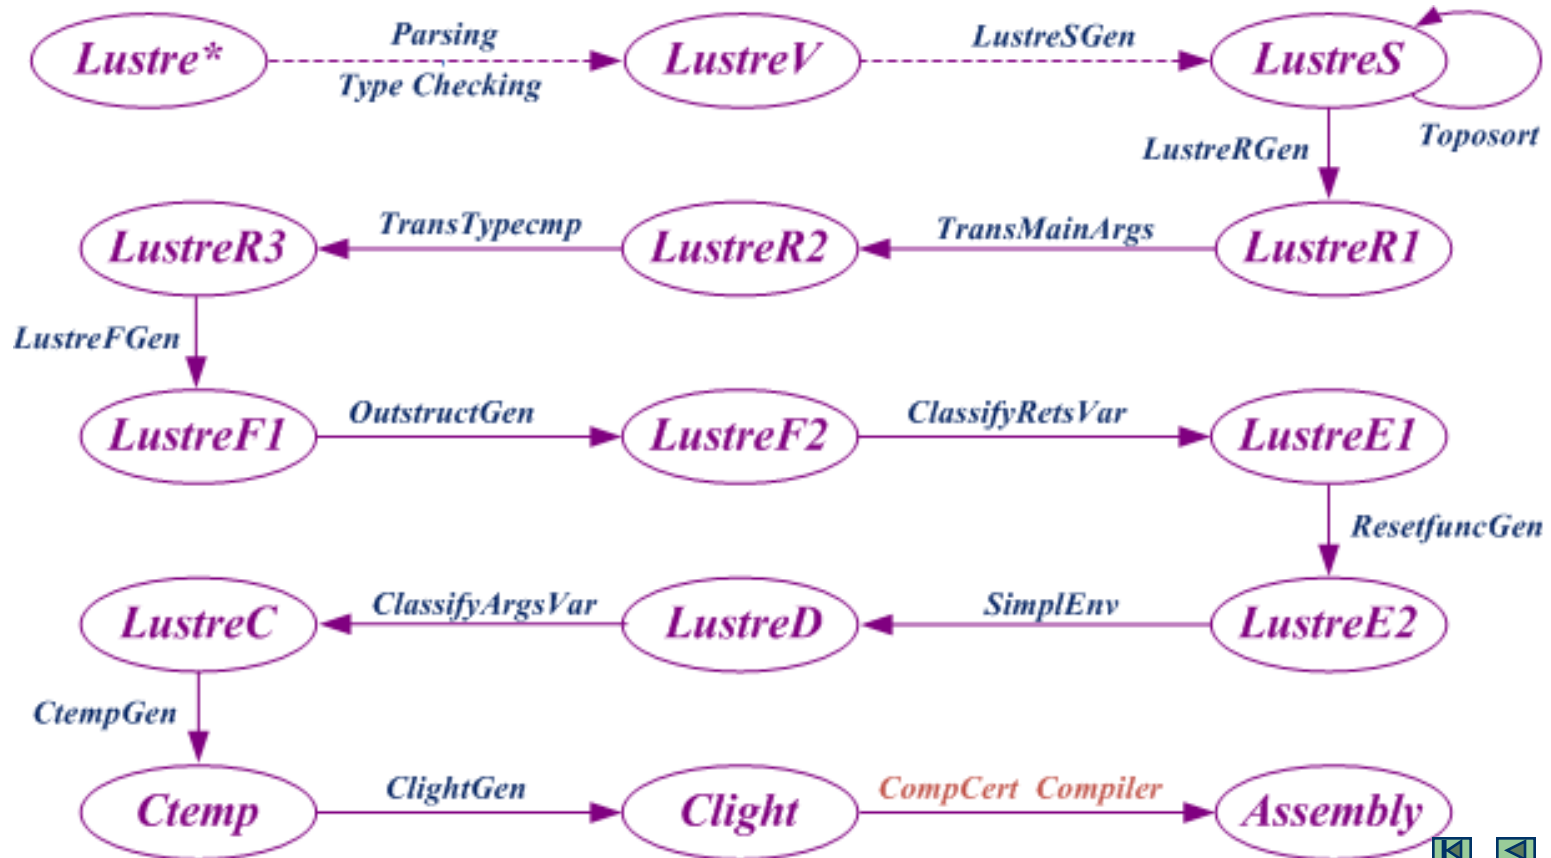 Lustre*
Parsing
Type Checking
LustreV
LustreSGen
LustreS
Toposort
LustreRGen
LustreR3
TransTypecmp
LustreR2
TransMainArgs
LustreR1
LustreFGen
LustreF1
OutstructGen
LustreF2
ClassifyRetsVar
LustreE1
ResetfuncGen
LustreC
ClassifyArgsVar
LustreD
SimplEnv
LustreE2
CtempGen
Ctemp
ClightGen
Clight
CompCert Compiler
Assembly